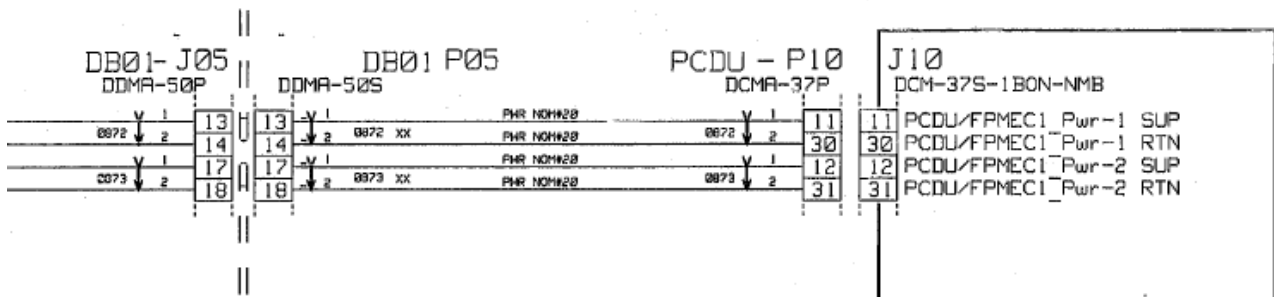 DB01-J05 DB01 P05 PCDU - P10 J10
DDMA-50P DDMA-50S DCMA-37P DCM-37S-1BON-NMB
1 13 13 1 PWR NOM#20 1 11 11 PCDU/FPMEC1_Pwr-1 SUP
0872 2 14 14 2 0872 XX PWR NOM#20 0872 2 30 30 PCDU/FPMEC1_Pwr-1 RTN
1 17 17 1 PWR NOM#20 1 12 12 PCDU/FPMEC1_Pwr-2 SUP
0873 2 18 18 2 0873 XX PWR NOM#20 0873 2 31 31 PCDU/FPMEC1_Pwr-2 RTN